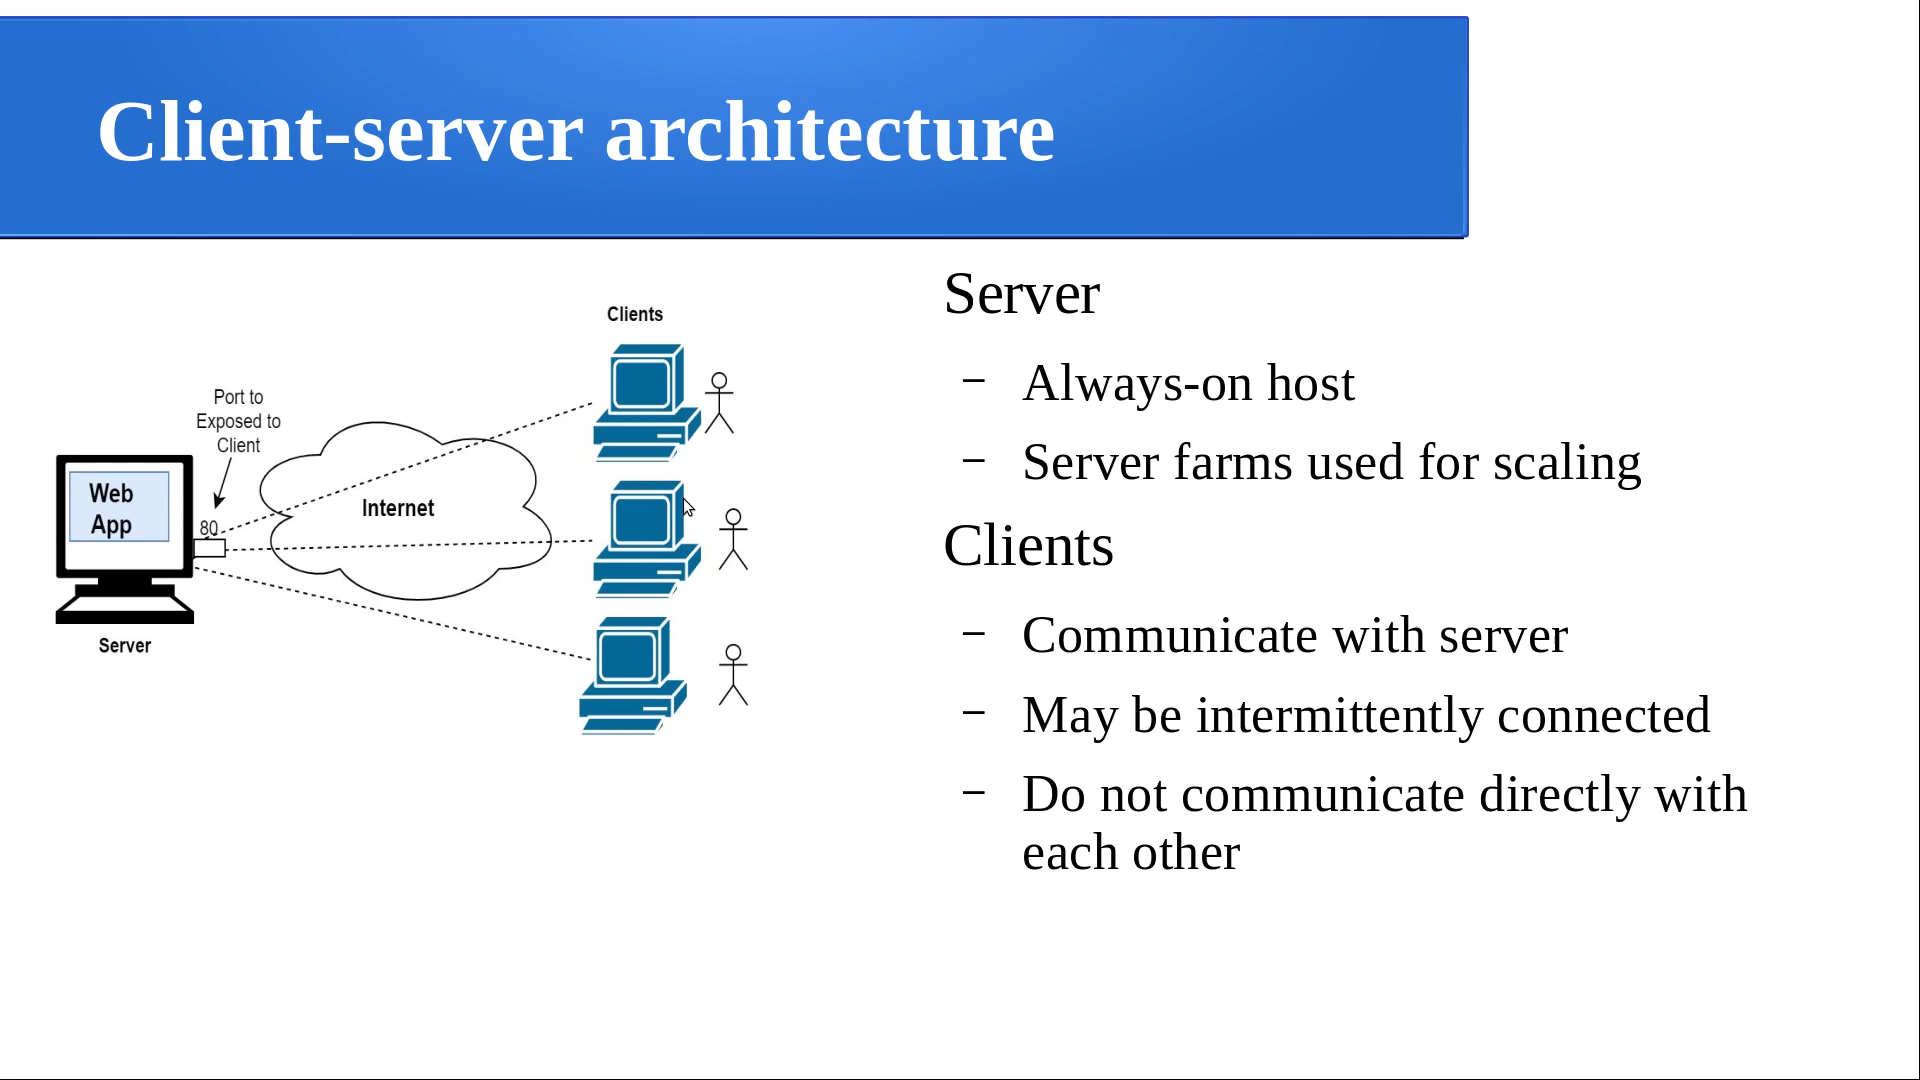 Client-server architecture
Clients
Port to
Exposed to
Client
Web
App
80
Internet
Server
Server
– Always-on host
– Server farms used for scaling
Clients
– Communicate with server
– May be intermittently connected
– Do not communicate directly with
each other